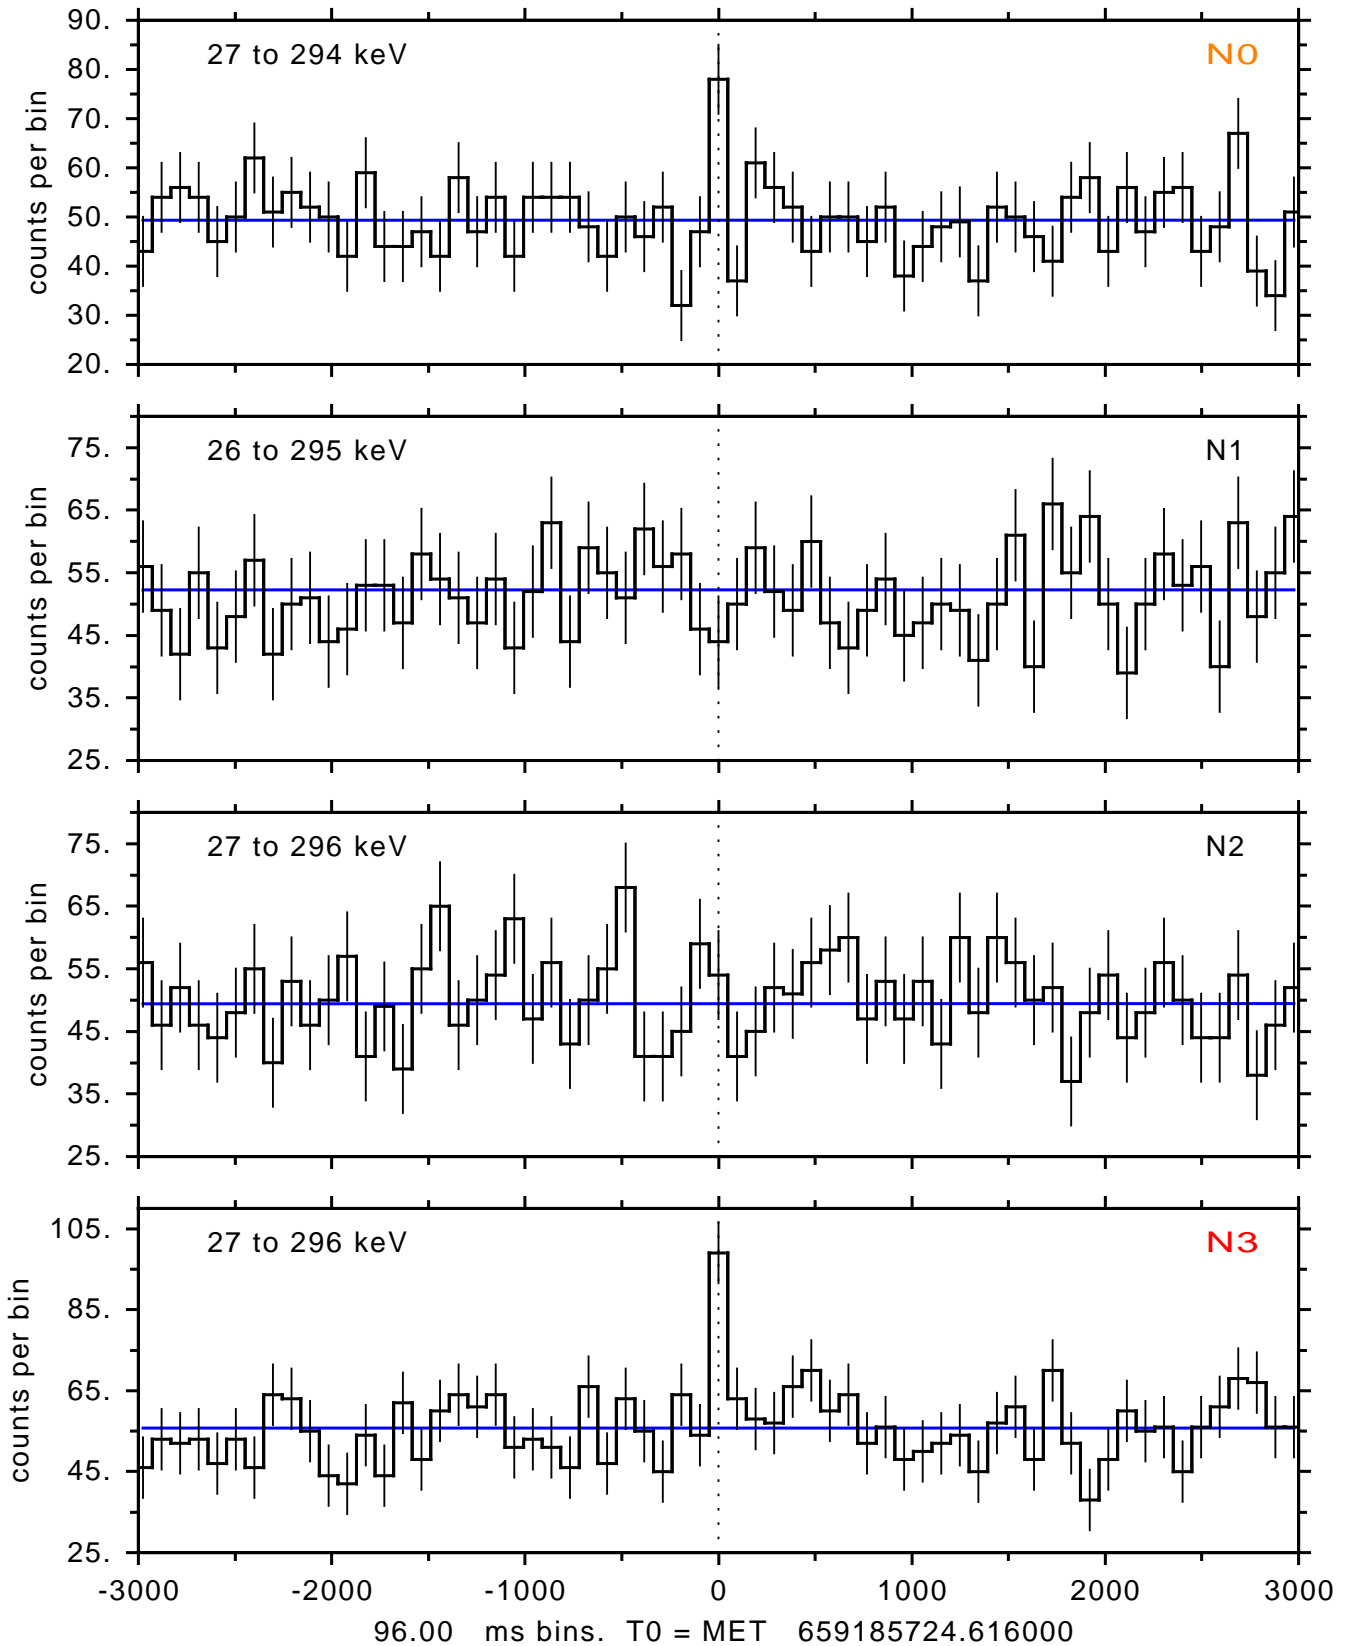 90.
80.
70.
60.
50.
40.
30.
20.
counts per bin
27 to 294 keV
N0
75.
65.
55.
45.
35.
25.
counts per bin
26 to 295 keV
N1
75.
65.
55.
45.
35.
25.
counts per bin
27 to 296 keV
N2
105.
85.
65.
45.
25.
counts per bin
27 to 296 keV
N3
-3000 -2000 -1000 0 1000 2000 3000
96.00 ms bins. T0 = MET 659185724.616000